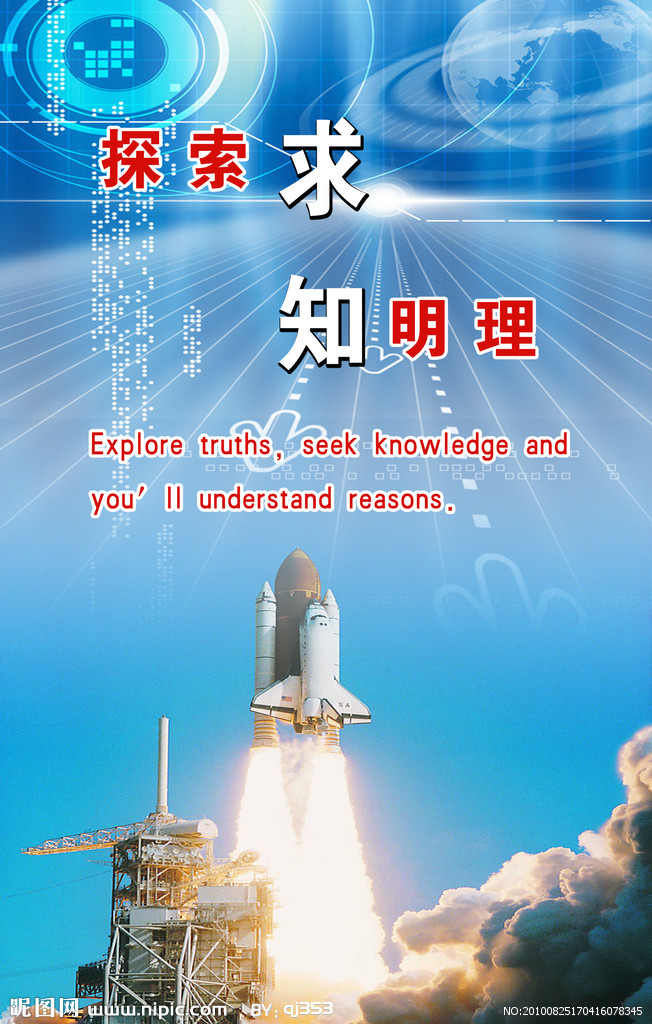 探索求
知明理
Explore truths, seek knowledge and
you'll understand reasons.
SA
昵图网 www.nipic.com BY: qj353
NO:20100825170416078345